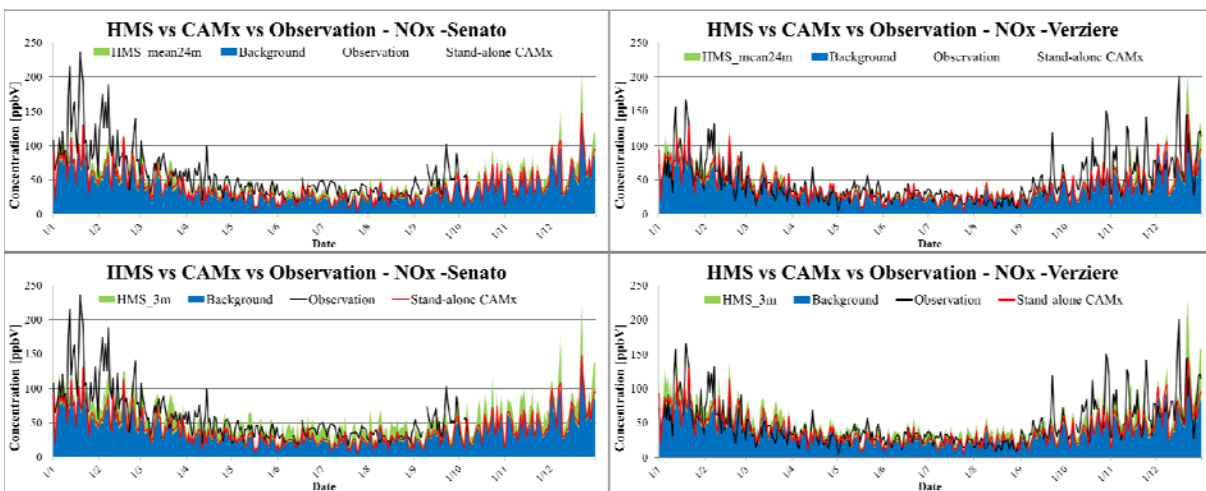 HMS vs CAMx vs Observation - NOx -Senato
HMS_mean24m Background Observation Stand-alone CAMx
Concentration [ppbV]
250
200
150
100
50
0
1/1 1/2 1/3 1/4 1/5 1/6 1/7 1/8 1/9 1/10 1/11 1/12
Date
HMS vs CAMx vs Observation - NOx -Verziere
HMS_mean24m Background Observation Stand-alone CAMx
Concentration [ppbV]
250
200
150
100
50
0
1/1 1/2 1/3 1/4 1/5 1/6 1/7 1/8 1/9 1/10 1/11 1/12
Date
HMS vs CAMx vs Observation - NOx -Senato
HMS_3m Background Observation Stand-alone CAMx
Concentration [ppbV]
250
200
150
100
50
0
1/1 1/2 1/3 1/4 1/5 1/6 1/7 1/8 1/9 1/10 1/11 1/12
Date
HMS vs CAMx vs Observation - NOx -Verziere
HMS_3m Background Observation Stand-alone CAMx
Concentration [ppbV]
250
200
150
100
50
0
1/1 1/2 1/3 1/4 1/5 1/6 1/7 1/8 1/9 1/10 1/11 1/12
Date